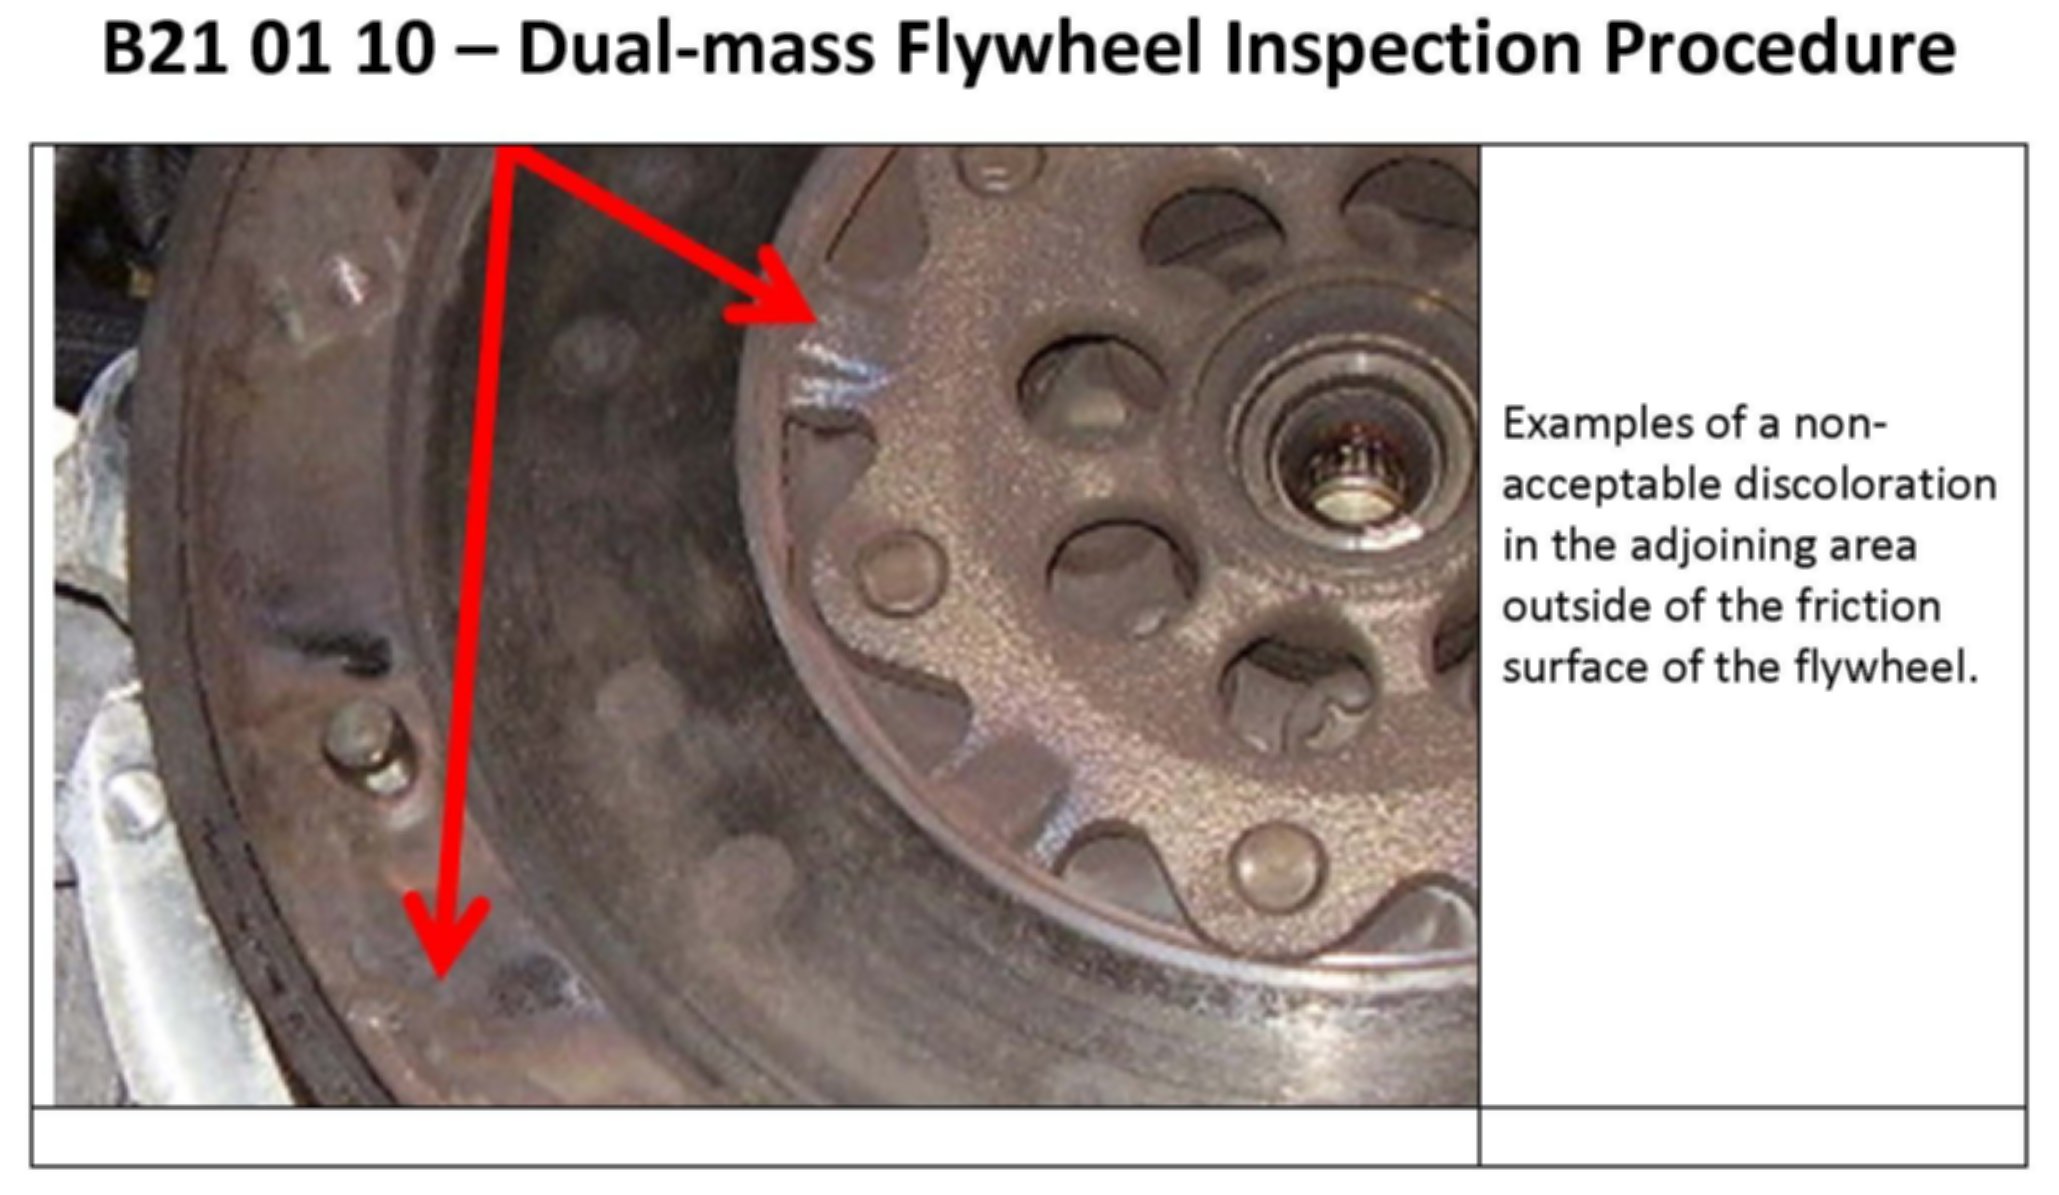 B21 01 10 – Dual-mass Flywheel Inspection Procedure
Examples of a non-
acceptable discoloration
in the adjoining area
outside of the friction
surface of the flywheel.